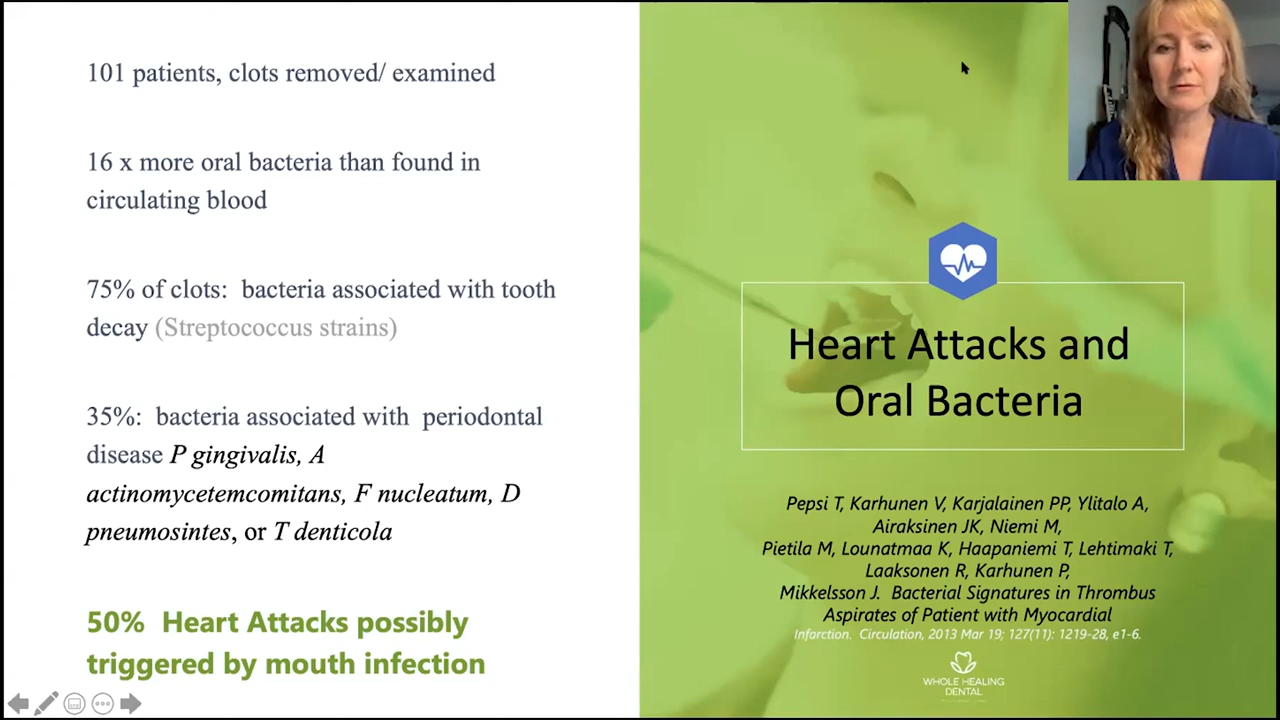 101 patients, clots removed/ examined
16 x more oral bacteria than found in
circulating blood
75% of clots:  bacteria associated with tooth
decay (Streptococcus strains)
35%:  bacteria associated with  periodontal
disease P gingivalis, A
actinomycetemcomitans, F nucleatum, D
pneumosintes, or T denticola
50%  Heart Attacks possibly
triggered by mouth infection
Heart Attacks and
Oral Bacteria
Pepsi T, Karhunen V, Karjalainen PP, Ylitalo A,
Airaksinen JK, Niemi M,
Pietila M, Lounatmaa K, Haapaniemi T, Lehtimaki T,
Laaksonen R, Karhunen P,
Mikkelsson J.  Bacterial Signatures in Thrombus
Aspirates of Patient with Myocardial
Infarction.  Circulation, 2013 Mar 19; 127(11): 1219-28, e1-6.
WHOLE HEALING
DENTAL